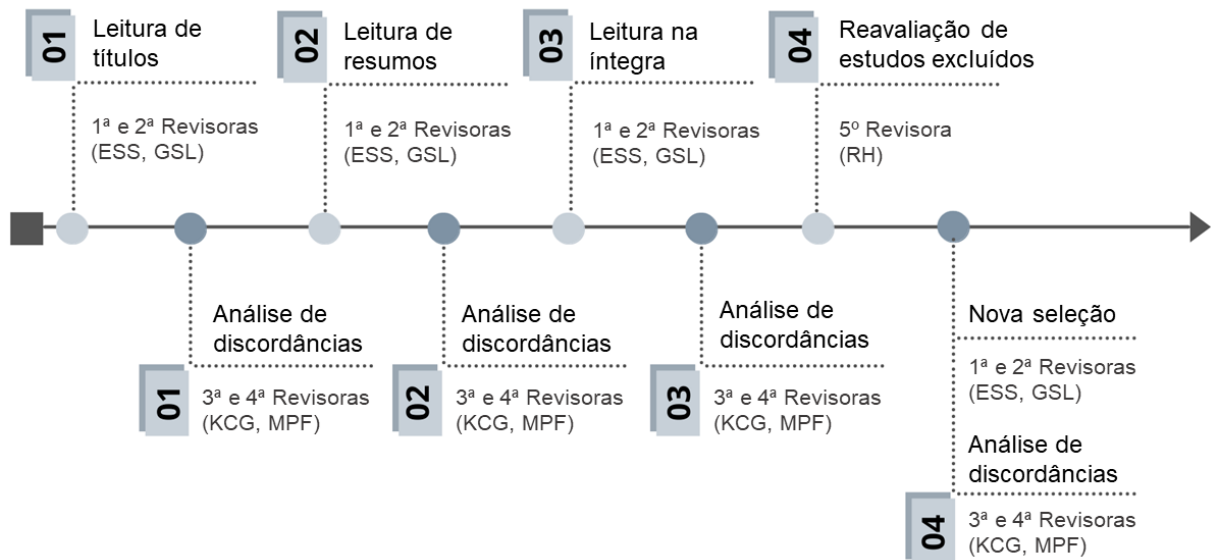 01
Leitura de
títulos
1ª e 2ª Revisoras
(ESS, GSL)
02
Leitura de
resumos
1ª e 2ª Revisoras
(ESS, GSL)
03
Leitura na
íntegra
1ª e 2ª Revisoras
(ESS, GSL)
04
Reavaliação de
estudos excluídos
5º Revisora
(RH)
Análise de
discordâncias
01
3ª e 4ª Revisoras
(KCG, MPF)
Análise de
discordâncias
02
3ª e 4ª Revisoras
(KCG, MPF)
Análise de
discordâncias
03
3ª e 4ª Revisoras
(KCG, MPF)
Nova seleção
1ª e 2ª Revisoras
(ESS, GSL)
Análise de
discordâncias
04
3ª e 4ª Revisoras
(KCG, MPF)